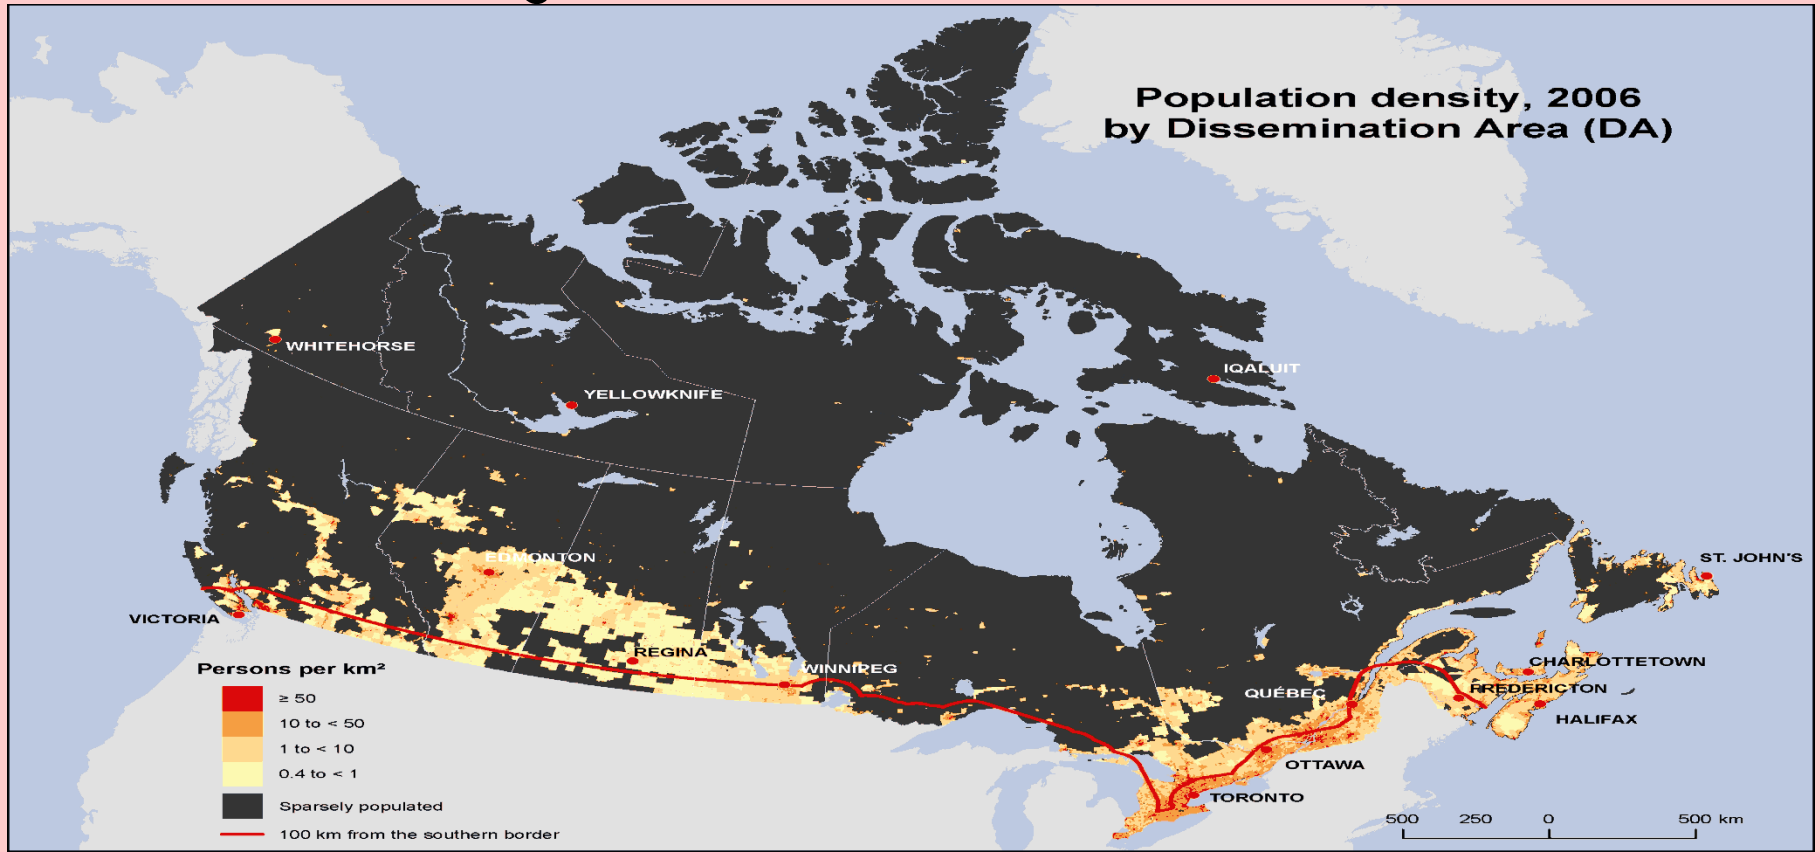 Population density, 2006
by Dissemination Area (DA)
WHITEHORSE
YELLOWKNIFE
IQALUIT
EDMONTON
ST. JOHN'S
VICTORIA
REGINA
WINNIREG
CHARLOTTETOWN
QUÉBEC
FREDERICTON
HALIFAX
OTTAWA
TORONTO
Persons per km²
≥ 50
10 to < 50
1 to < 10
0.4 to < 1
Sparsely populated
100 km from the southern border
500 250 0 500 km